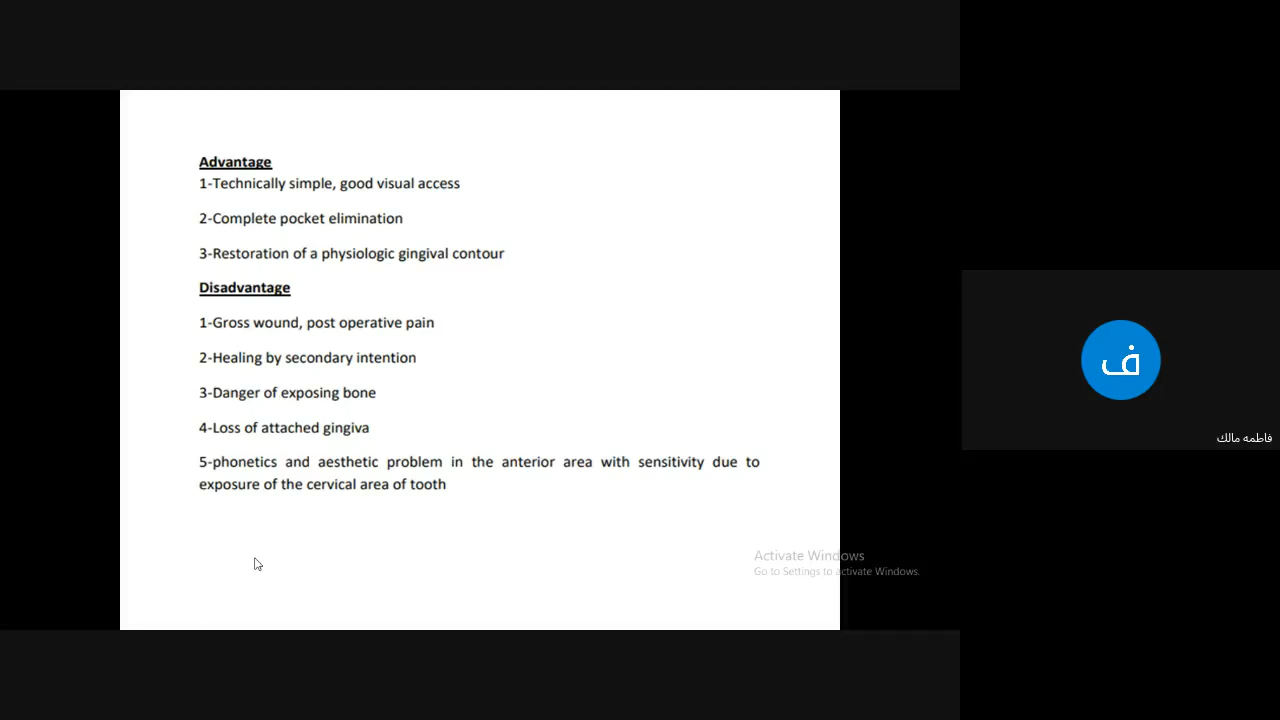 Advantage
1-Technically simple, good visual access
2-Complete pocket elimination
3-Restoration of a physiologic gingival contour
Disadvantage
1-Gross wound, post operative pain
2-Healing by secondary intention
3-Danger of exposing bone
4-Loss of attached gingiva
5-phonetics and aesthetic problem in the anterior area with sensitivity due to
exposure of the cervical area of tooth
ف
فاطمه مالك
Activate Windows
Go to Settings to activate Windows.